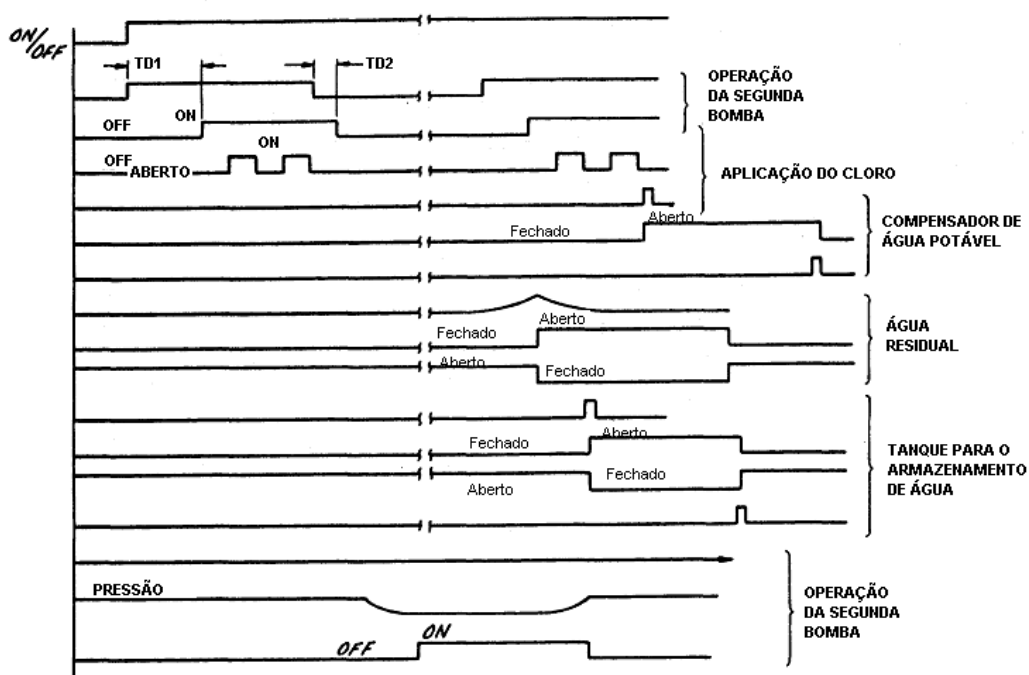 ON/OFF
TD1
TD2
OPERAÇÃO
DA SEGUNDA
BOMBA
OFF
ON
ON
OFF
ABERTO
APLICAÇÃO DO CLORO
Aberto
Fechado
COMPENSADOR DE
ÁGUA POTÁVEL
Aberto
Fechado
ÁGUA
RESIDUAL
Aberto
Fechado
Aberto
Fechado
TANQUE PARA O
ARMAZENAMENTO
DE ÁGUA
Fechado
Aberto
PRESSÃO
OPERAÇÃO
DA SEGUNDA
BOMBA
ON
OFF